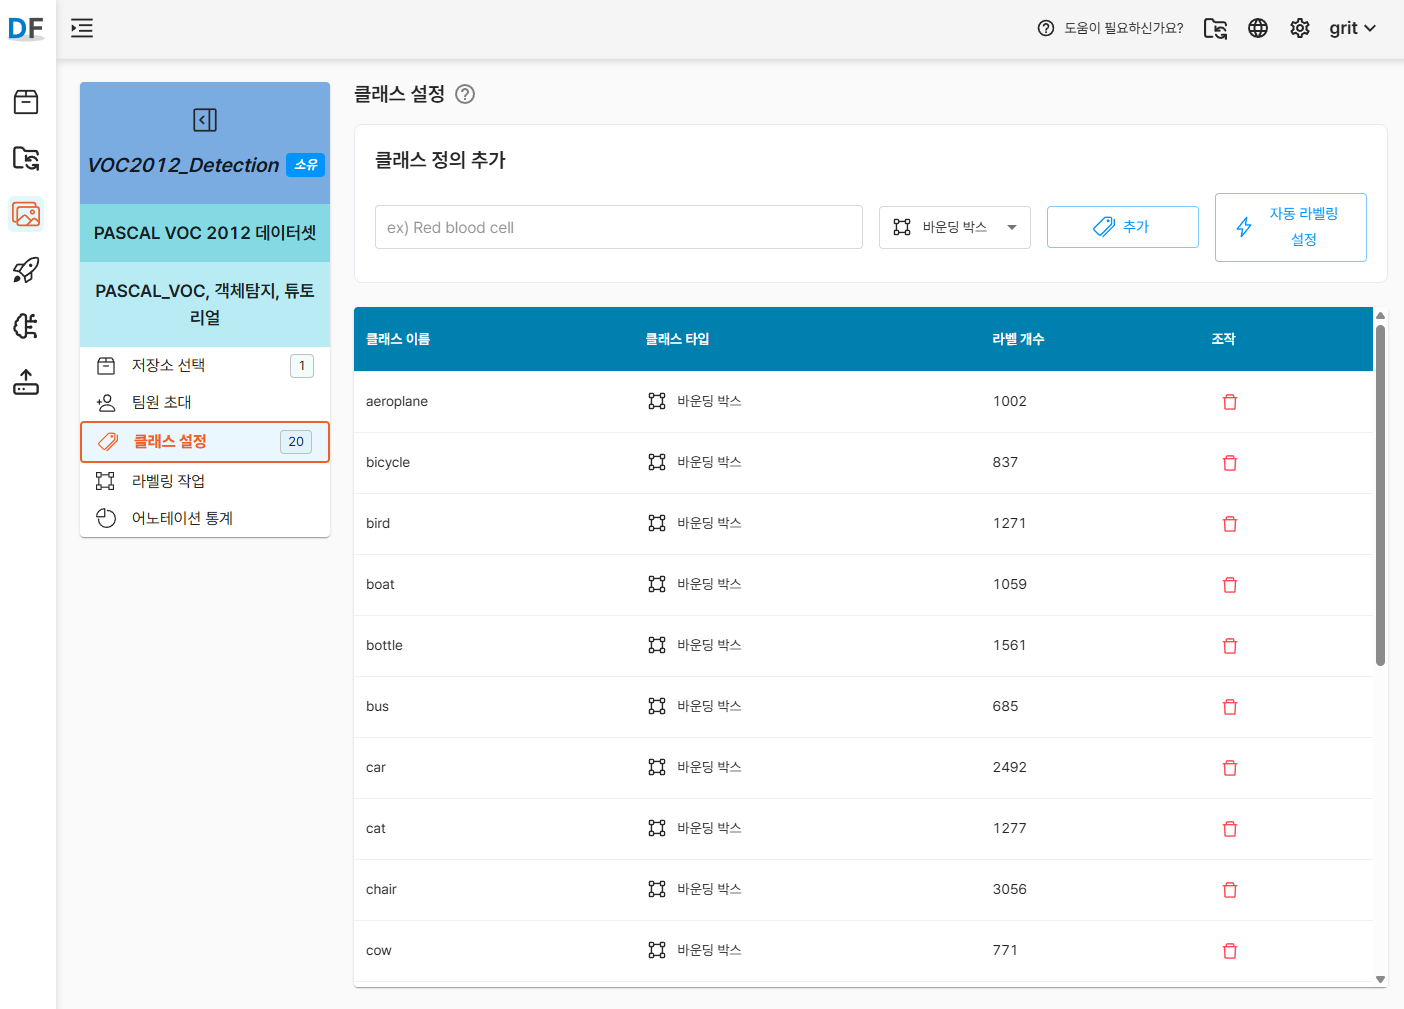 DF
도움이 필요하신가요?
grit
VOC2012_Detection 소유
PASCAL VOC 2012 데이터셋
PASCAL_VOC, 객체탐지, 튜토
리얼
저장소 선택 1
팀원 초대
클래스 설정 20
라벨링 작업
어노테이션 통계
클래스 설정
클래스 정의 추가
ex) Red blood cell
바운딩 박스
추가
자동 라벨링
설정
클래스 이름 클래스 타입 라벨 개수 조작
aeroplane 바운딩 박스 1002
bicycle 바운딩 박스 837
bird 바운딩 박스 1271
boat 바운딩 박스 1059
bottle 바운딩 박스 1561
bus 바운딩 박스 685
car 바운딩 박스 2492
cat 바운딩 박스 1277
chair 바운딩 박스 3056
cow 바운딩 박스 771